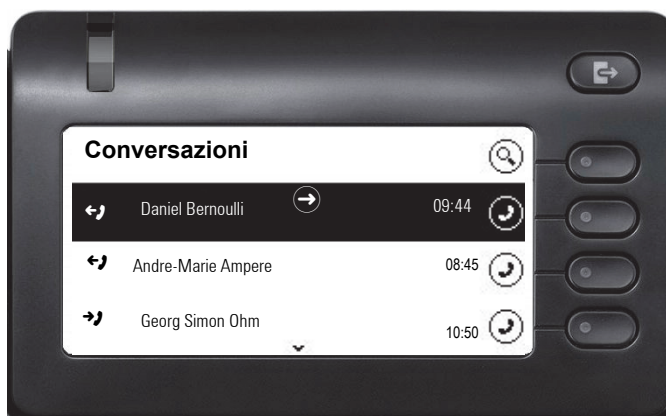 Conversazioni
Daniel Bernoulli 09:44
Andre-Marie Ampere 08:45
Georg Simon Ohm 10:50